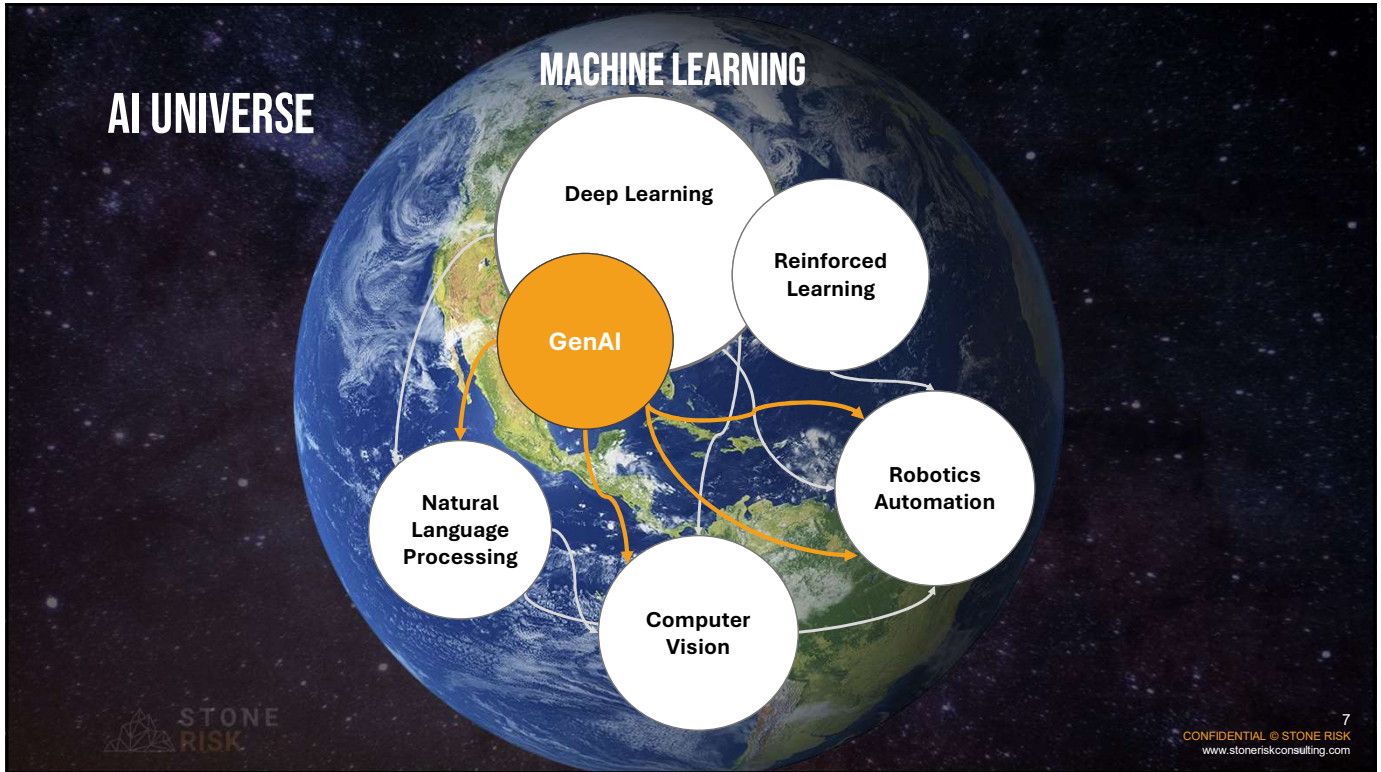 MACHINE LEARNING
AI UNIVERSE
Deep Learning
Reinforced
Learning
GenAI
Robotics
Automation
Natural
Language
Processing
Computer
Vision
STONE
RISK
7
CONFIDENTIAL © STONE RISK
www.stoneriskconsulting.com